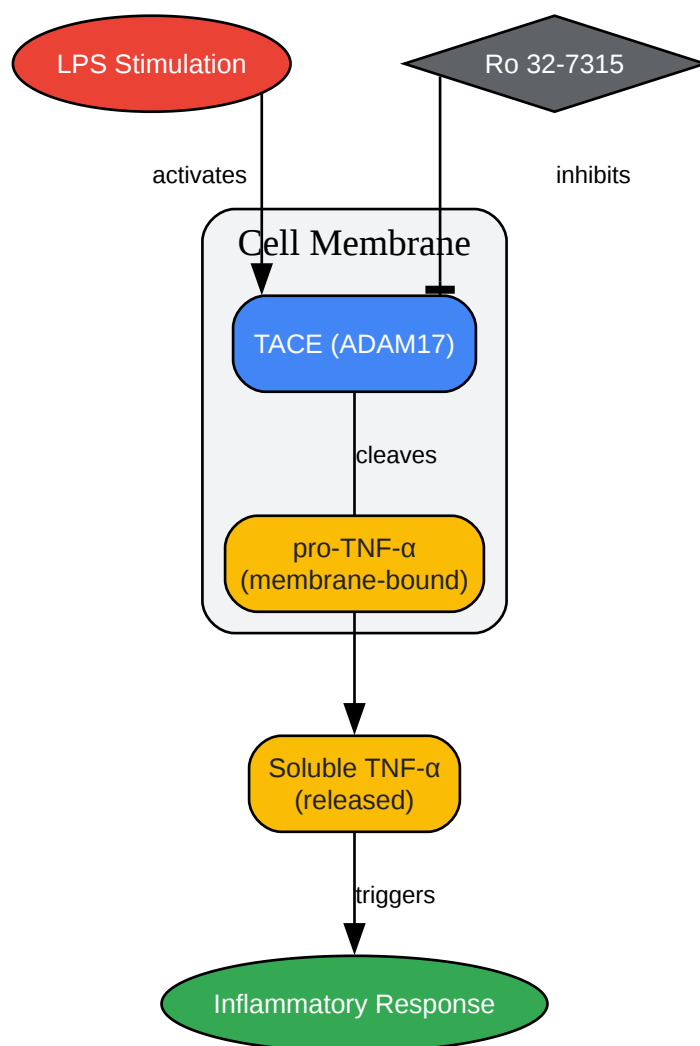 LPS Stimulation
Ro 32-7315
activates
inhibits
Cell Membrane
TACE (ADAM17)
cleaves
pro-TNF-α
(membrane-bound)
Soluble TNF-α
(released)
triggers
Inflammatory Response